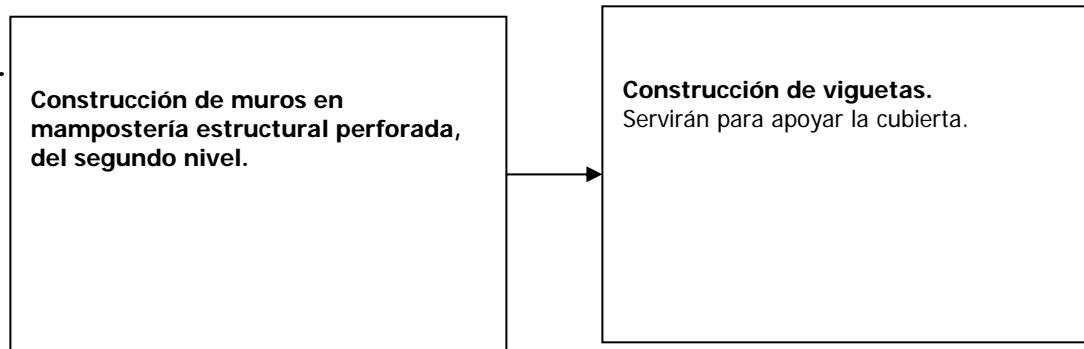 Construcción de muros en
mampostería estructural perforada,
del segundo nivel.
Construcción de viguetas.
Servirán para apoyar la cubierta.